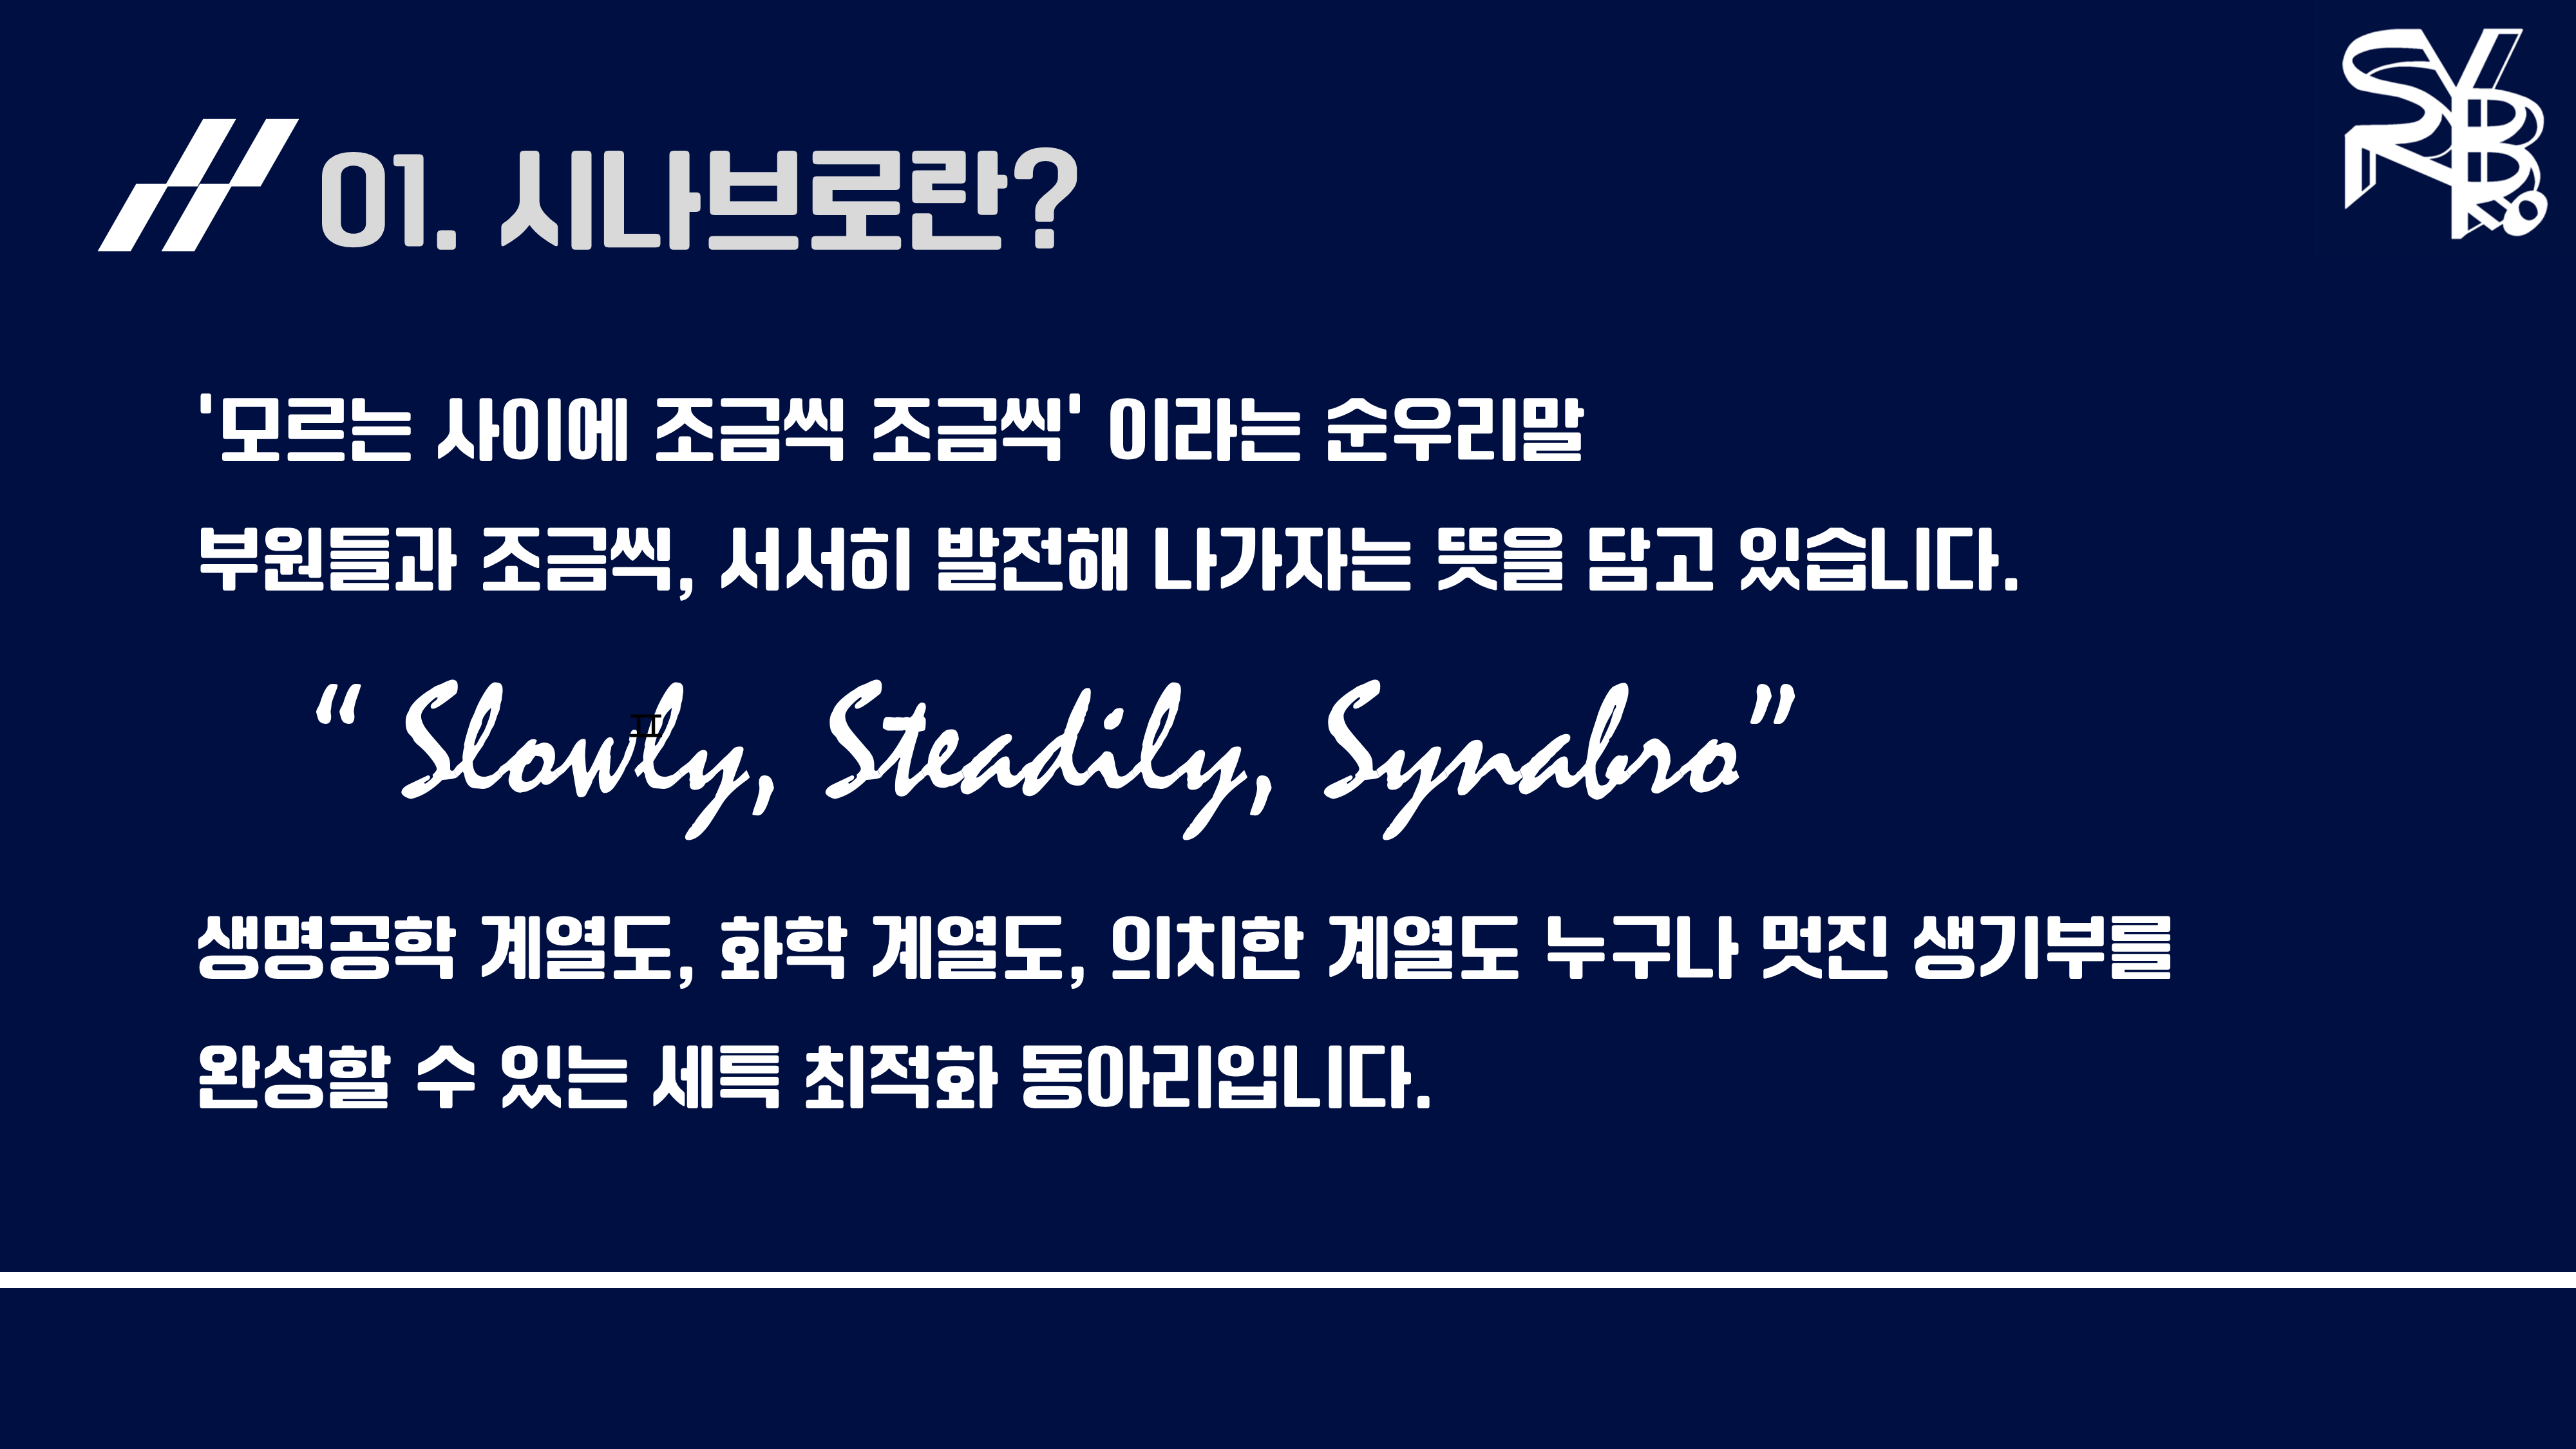 01. 시나브로란?
'모르는 사이에 조금씩 조금씩' 이라는 순우리말
부원들과 조금씩, 서서히 발전해 나가자는 뜻을 담고 있습니다.
“ Slowly, Steadily, Synabro”
Ⅱ
생명공학 계열도, 화학 계열도, 의치한 계열도 누구나 멋진 생기부를
완성할 수 있는 세특 최적화 동아리입니다.